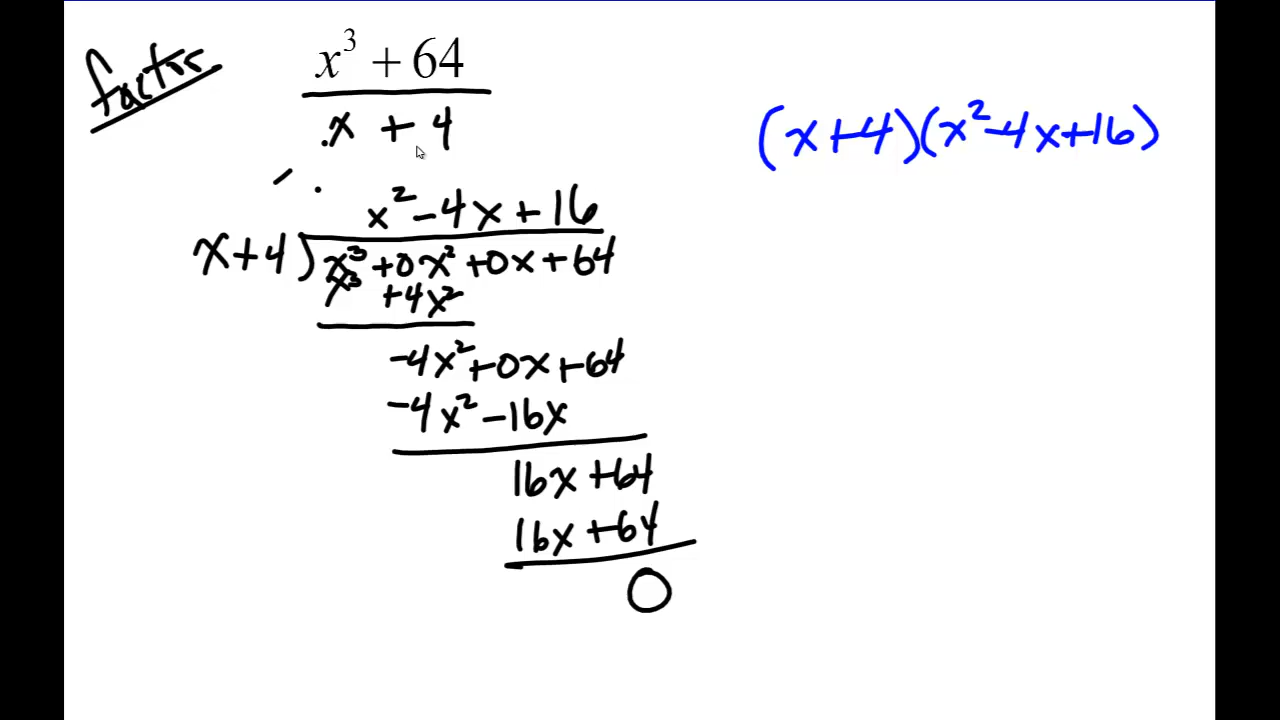 factor
x³ + 64
x + 4
(x+4)(x²-4x+16)
x² - 4x + 16
x+4 ) x³ + 0x² + 0x + 64
x³ + 4x²
-4x² + 0x + 64
-4x² - 16x
16x + 64
16x + 64
0